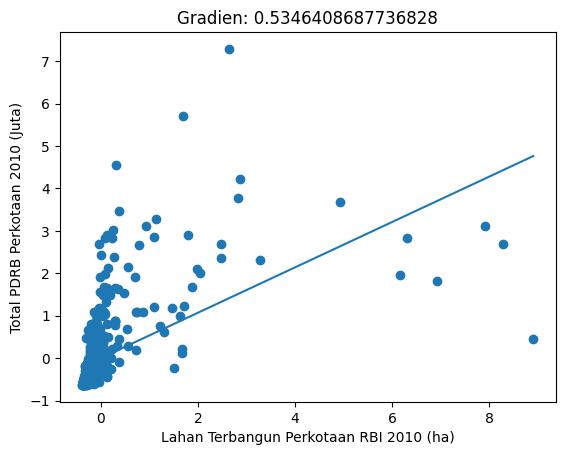 Gradien: 0.5346408687736828
7
6
5
4
3
2
1
0
−1
Total PDRB Perkotaan 2010 (Juta)
0 2 4 6 8
Lahan Terbangun Perkotaan RBI 2010 (ha)